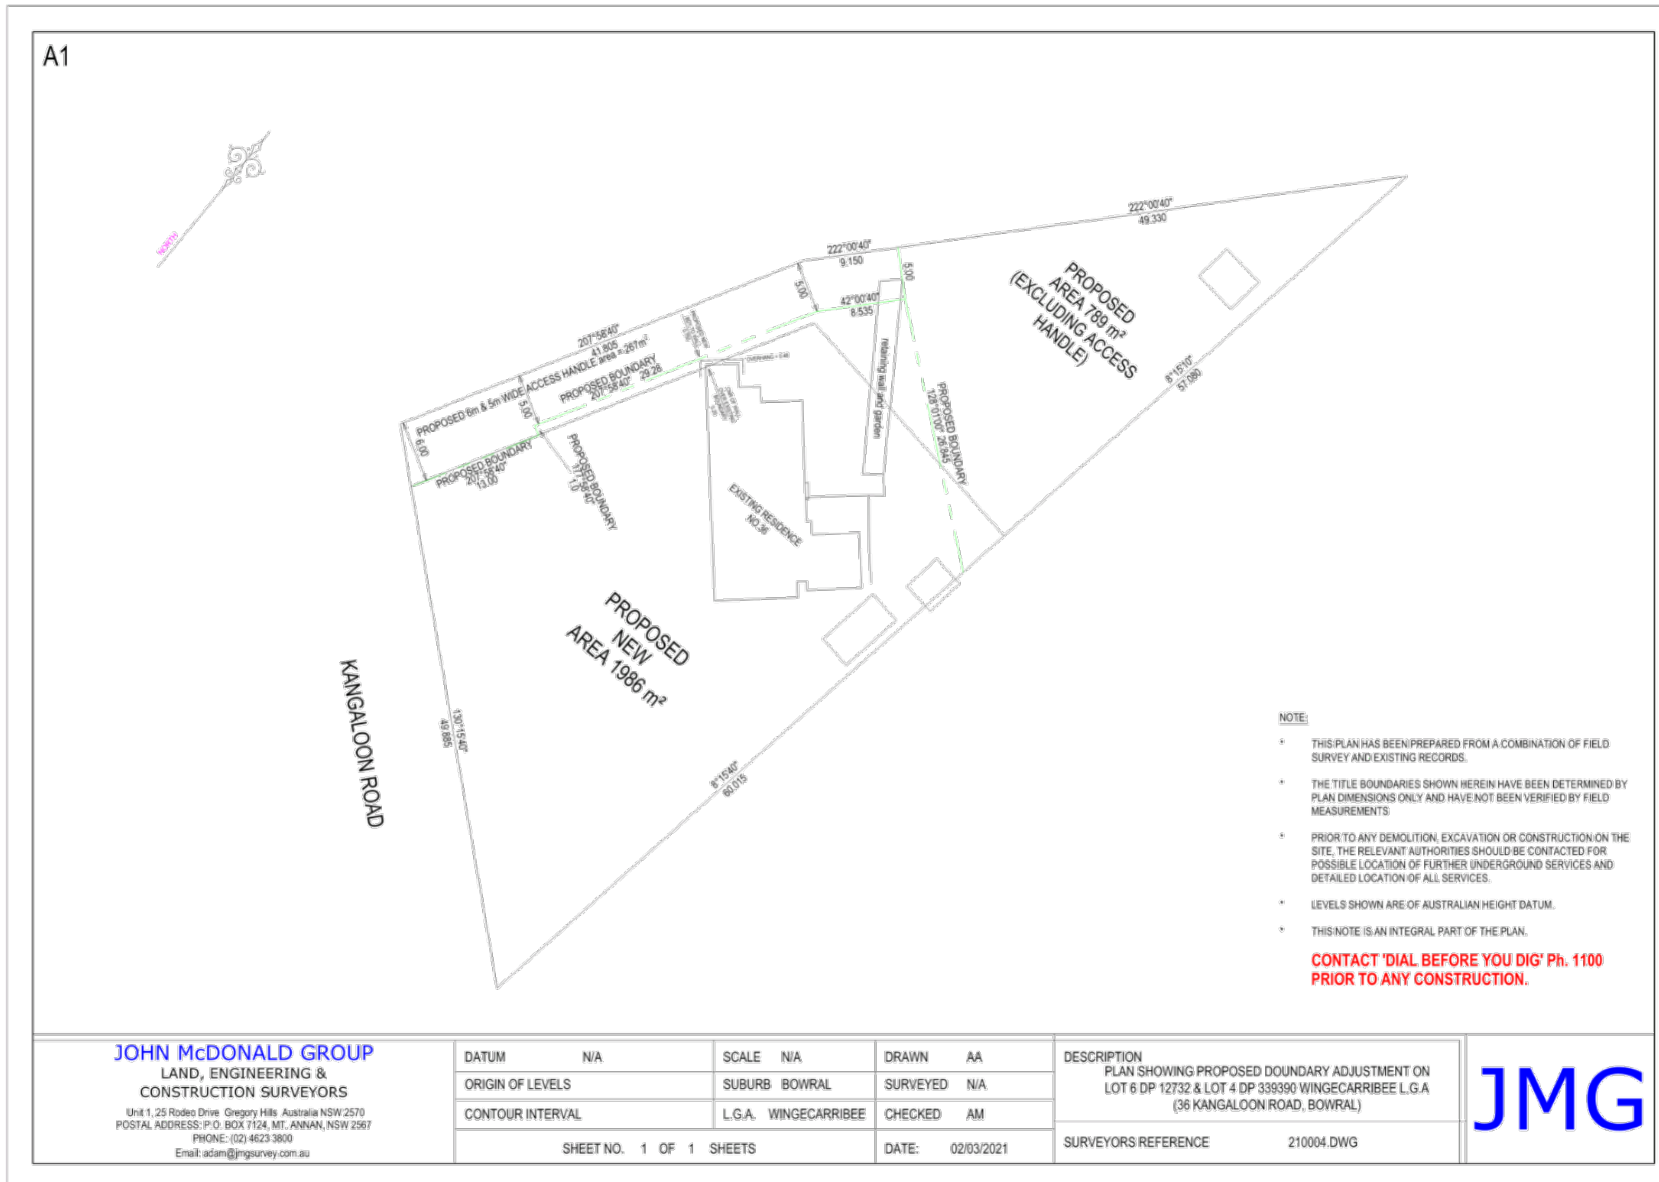 A1
NORTH
222°00'40"
49.330
222°00'40"
9.150
5.00
5.00
42°00'40"
8.535
207°58'40"
41.805
PROPOSED 6m & 5m WIDE ACCESS HANDLE area = 267m²
PROPOSED BOUNDARY
207°58'40" 29.26
5.00
6.00
PROPOSED BOUNDARY
207°58'40"
13.00
PROPOSED BOUNDARY
117°58'40"
1.0
PROPOSED
AREA 789 m²
(EXCLUDING ACCESS
HANDLE)
8°15'10"
57.080
retaining wall and garden
PROPOSED BOUNDARY
128°01'00" 26.845
EXISTING RESIDENCE
NO.36
PROPOSED
NEW
AREA 1986 m²
KANGALOON ROAD
130°15'40"
49.885
8°15'40"
60.015
NOTE:
* THIS PLAN HAS BEEN PREPARED FROM A COMBINATION OF FIELD
SURVEY AND EXISTING RECORDS.
* THE TITLE BOUNDARIES SHOWN HEREIN HAVE BEEN DETERMINED BY
PLAN DIMENSIONS ONLY AND HAVE NOT BEEN VERIFIED BY FIELD
MEASUREMENTS
* PRIOR TO ANY DEMOLITION, EXCAVATION OR CONSTRUCTION ON THE
SITE, THE RELEVANT AUTHORITIES SHOULD BE CONTACTED FOR
POSSIBLE LOCATION OF FURTHER UNDERGROUND SERVICES AND
DETAILED LOCATION OF ALL SERVICES.
* LEVELS SHOWN ARE OF AUSTRALIAN HEIGHT DATUM.
* THIS NOTE IS AN INTEGRAL PART OF THE PLAN.
CONTACT 'DIAL BEFORE YOU DIG' Ph. 1100
PRIOR TO ANY CONSTRUCTION.
JOHN McDONALD GROUP
LAND, ENGINEERING &
CONSTRUCTION SURVEYORS
Unit 1, 25 Rodeo Drive Gregory Hills Australia NSW 2570
POSTAL ADDRESS: P.O. BOX 7124, MT. ANNAN, NSW 2567
PHONE: (02) 4623 3800
Email: adam@jmgsurvey.com.au
DATUM N/A
ORIGIN OF LEVELS
CONTOUR INTERVAL
SHEET NO. 1 OF 1 SHEETS
SCALE N/A
SUBURB BOWRAL
L.G.A. WINGECARRIBEE
DRAWN AA
SURVEYED N/A
CHECKED AM
DATE: 02/03/2021
DESCRIPTION
PLAN SHOWING PROPOSED DOUNDARY ADJUSTMENT ON
LOT 6 DP 12732 & LOT 4 DP 339390 WINGECARRIBEE L.G.A
(36 KANGALOON ROAD, BOWRAL)
SURVEYORS REFERENCE 210004.DWG
JMG